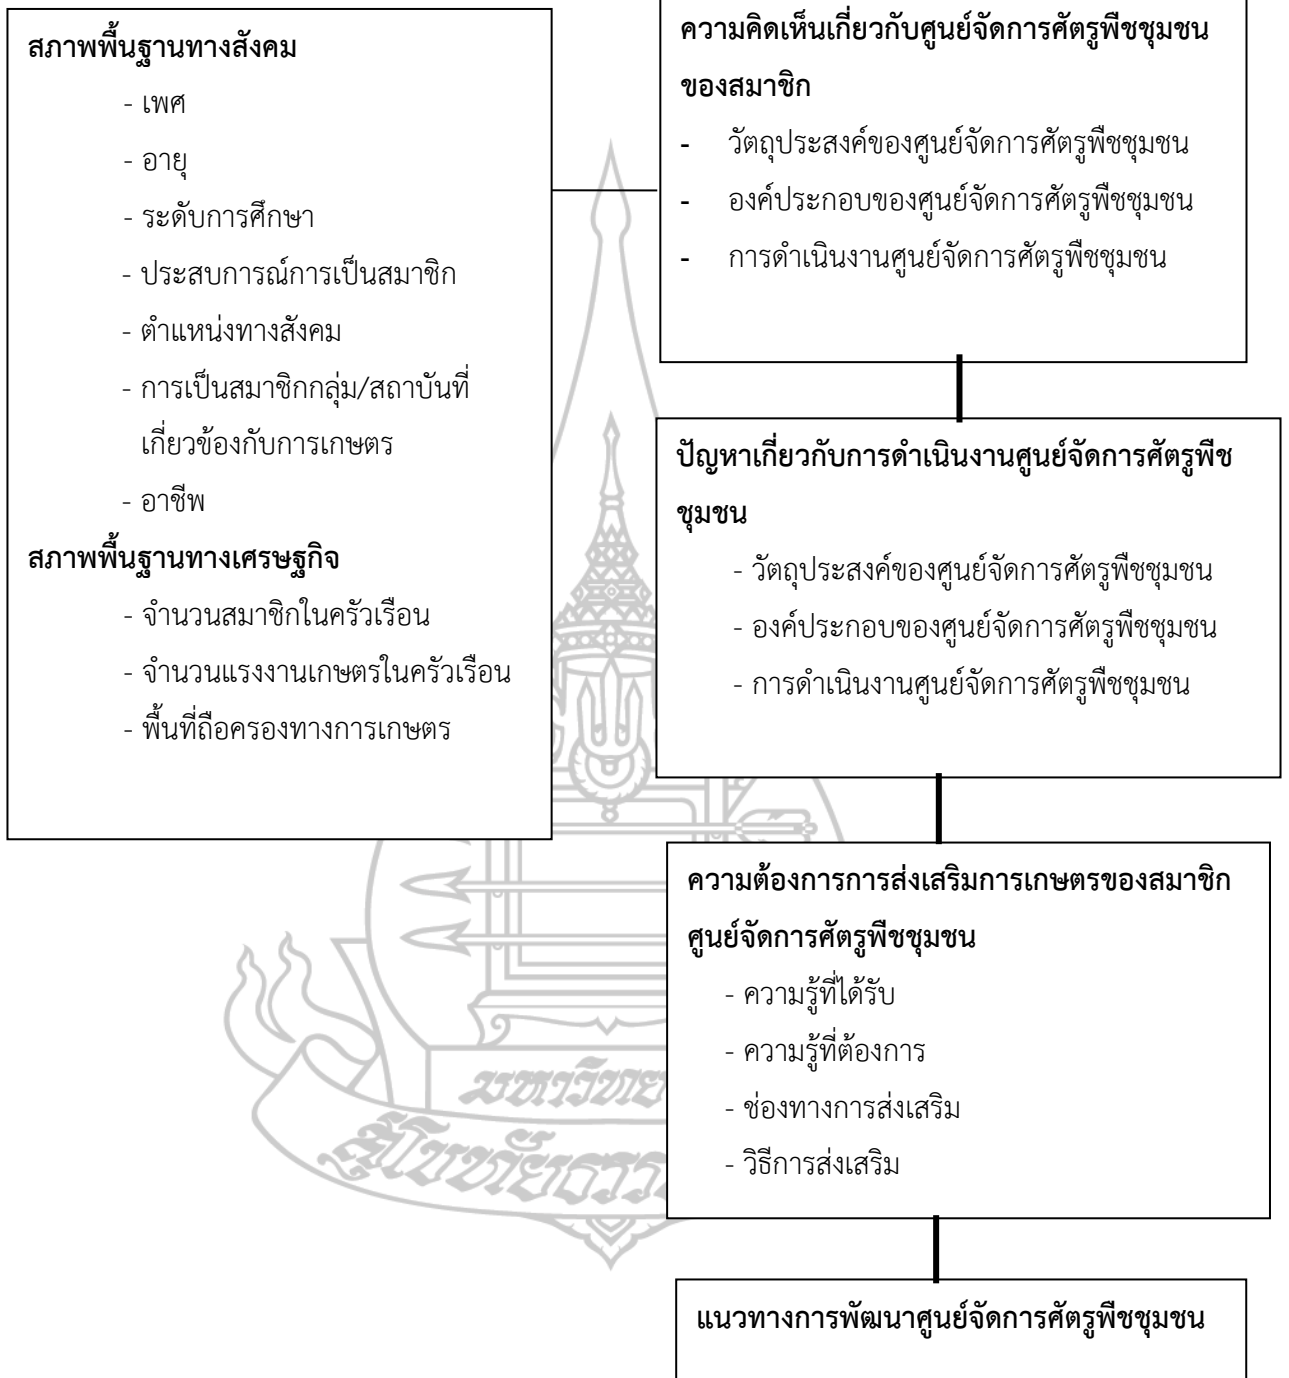 สภาพพื้นฐานทางสังคม
- เพศ
- อายุ
- ระดับการศึกษา
- ประสบการณ์การเป็นสมาชิก
- ตำแหน่งทางสังคม
- การเป็นสมาชิกกลุ่ม/สถาบันที่
เกี่ยวข้องกับการเกษตร
- อาชีพ
สภาพพื้นฐานทางเศรษฐกิจ
- จำนวนสมาชิกในครัวเรือน
- จำนวนแรงงานเกษตรในครัวเรือน
- พื้นที่ถือครองทางการเกษตร
ความคิดเห็นเกี่ยวกับศูนย์จัดการศัตรูพืชชุมชน
ของสมาชิก
- วัตถุประสงค์ของศูนย์จัดการศัตรูพืชชุมชน
- องค์ประกอบของศูนย์จัดการศัตรูพืชชุมชน
- การดำเนินงานศูนย์จัดการศัตรูพืชชุมชน
ปัญหาเกี่ยวกับการดำเนินงานศูนย์จัดการศัตรูพืช
ชุมชน
- วัตถุประสงค์ของศูนย์จัดการศัตรูพืชชุมชน
- องค์ประกอบของศูนย์จัดการศัตรูพืชชุมชน
- การดำเนินงานศูนย์จัดการศัตรูพืชชุมชน
ความต้องการการส่งเสริมการเกษตรของสมาชิก
ศูนย์จัดการศัตรูพืชชุมชน
- ความรู้ที่ได้รับ
- ความรู้ที่ต้องการ
- ช่องทางการส่งเสริม
- วิธีการส่งเสริม
แนวทางการพัฒนาศูนย์จัดการศัตรูพืชชุมชน